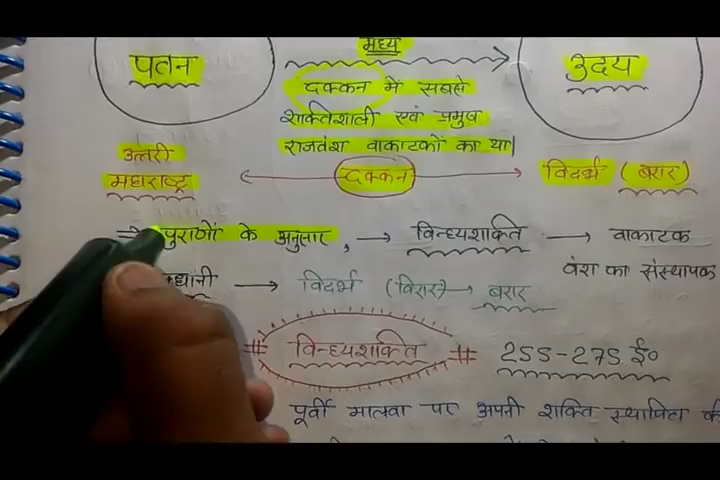 मध्य
पतन
उदय
दक्कन में सबसे
शक्तिशाली एवं प्रमुख
राजवंश वाकाटकों का था।
उत्तरी
महाराष्ट्र
दक्कन
विदर्भ (बरार)
⇒ पुराणों के अनुसार, → विन्ध्यशक्ति → वाकाटक
वंश का संस्थापक
→ विदर्भ (विरार) → बरार
विन्ध्यशक्ति 255-275 ई०
पूर्वी मालवा पर अपनी शक्ति स्थापित